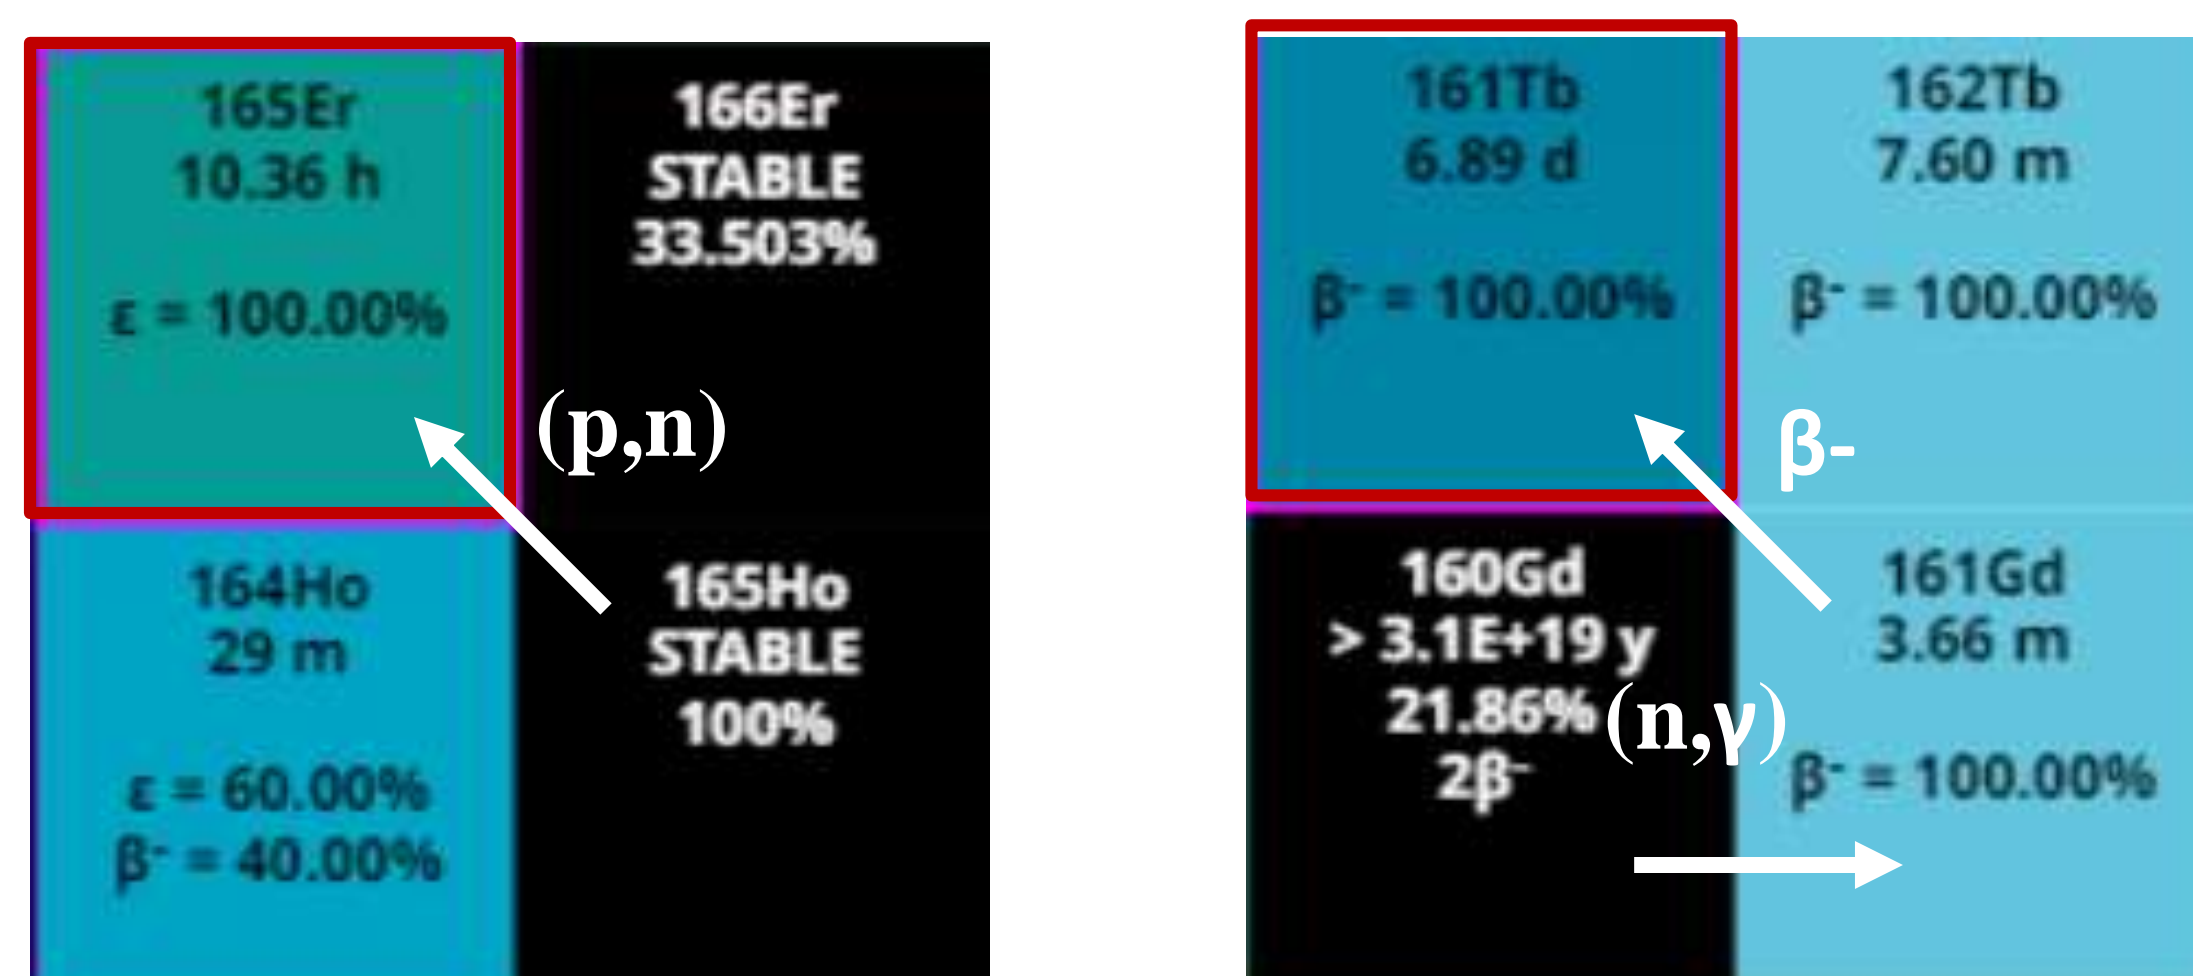 165Er
10.36 h
ε = 100.00%
166Er
STABLE
33.503%
(p,n)
164Ho
29 m
ε = 60.00%
β⁻ = 40.00%
165Ho
STABLE
100%
161Tb
6.89 d
β⁻ = 100.00%
162Tb
7.60 m
β⁻ = 100.00%
β-
160Gd
> 3.1E+19 y
21.86%
2β⁻
(n,γ)
161Gd
3.66 m
β⁻ = 100.00%